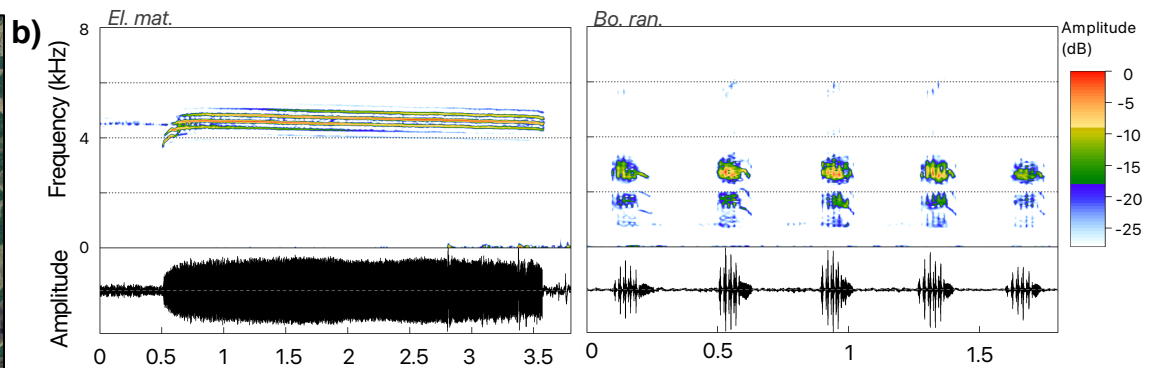 b)
El. mat.
Bo. ran.
Amplitude
(dB)
Frequency (kHz)
8
4
0
0
-5
-10
-15
-20
-25
Amplitude
0 0.5 1 1.5 2 2.5 3 3.5
0 0.5 1 1.5